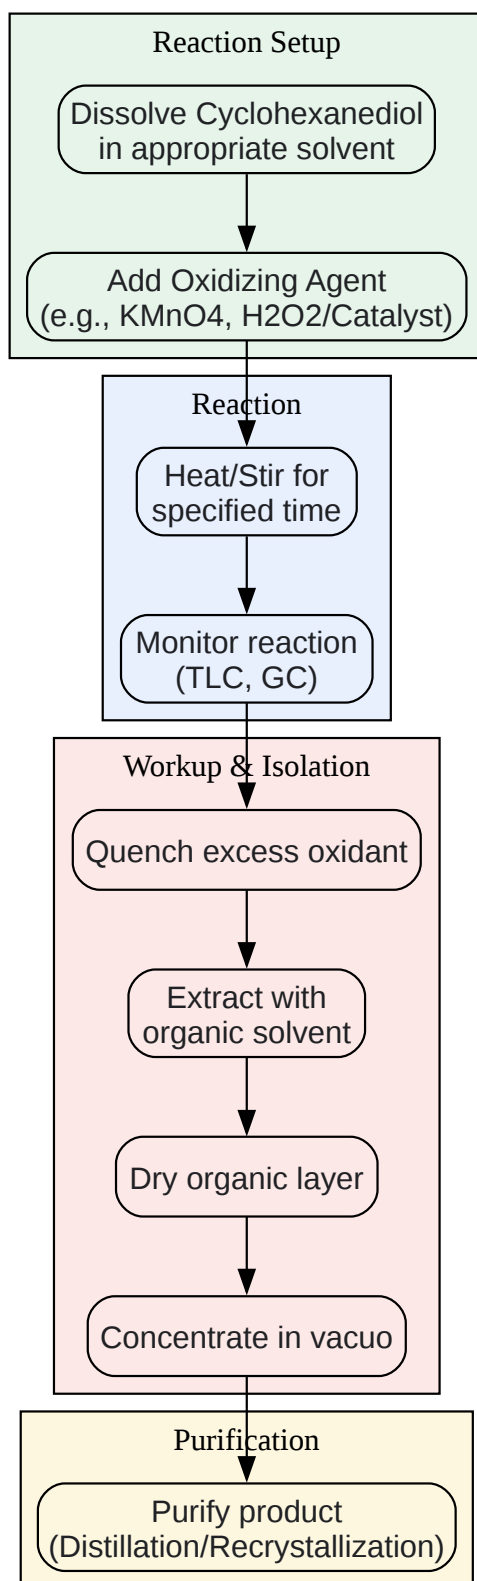 Reaction Setup
Dissolve Cyclohexanediol
in appropriate solvent
Add Oxidizing Agent
(e.g., KMnO4, H2O2/Catalyst)
Reaction
Heat/Stir for
specified time
Monitor reaction
(TLC, GC)
Workup & Isolation
Quench excess oxidant
Extract with
organic solvent
Dry organic layer
Concentrate in vacuo
Purification
Purify product
(Distillation/Recrystallization)